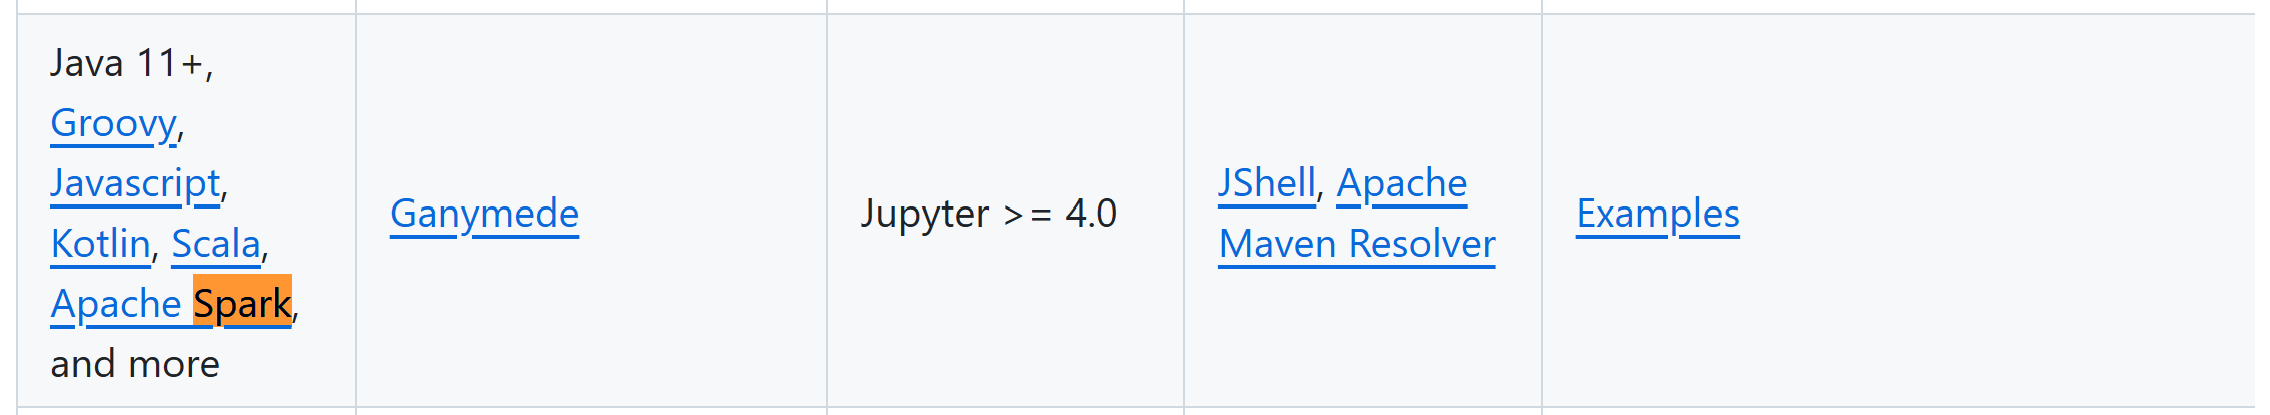 Java 11+,
Groovy,
Javascript,
Kotlin, Scala,
Apache Spark,
and more
Ganymede
Jupyter >= 4.0
JShell, Apache
Maven Resolver
Examples